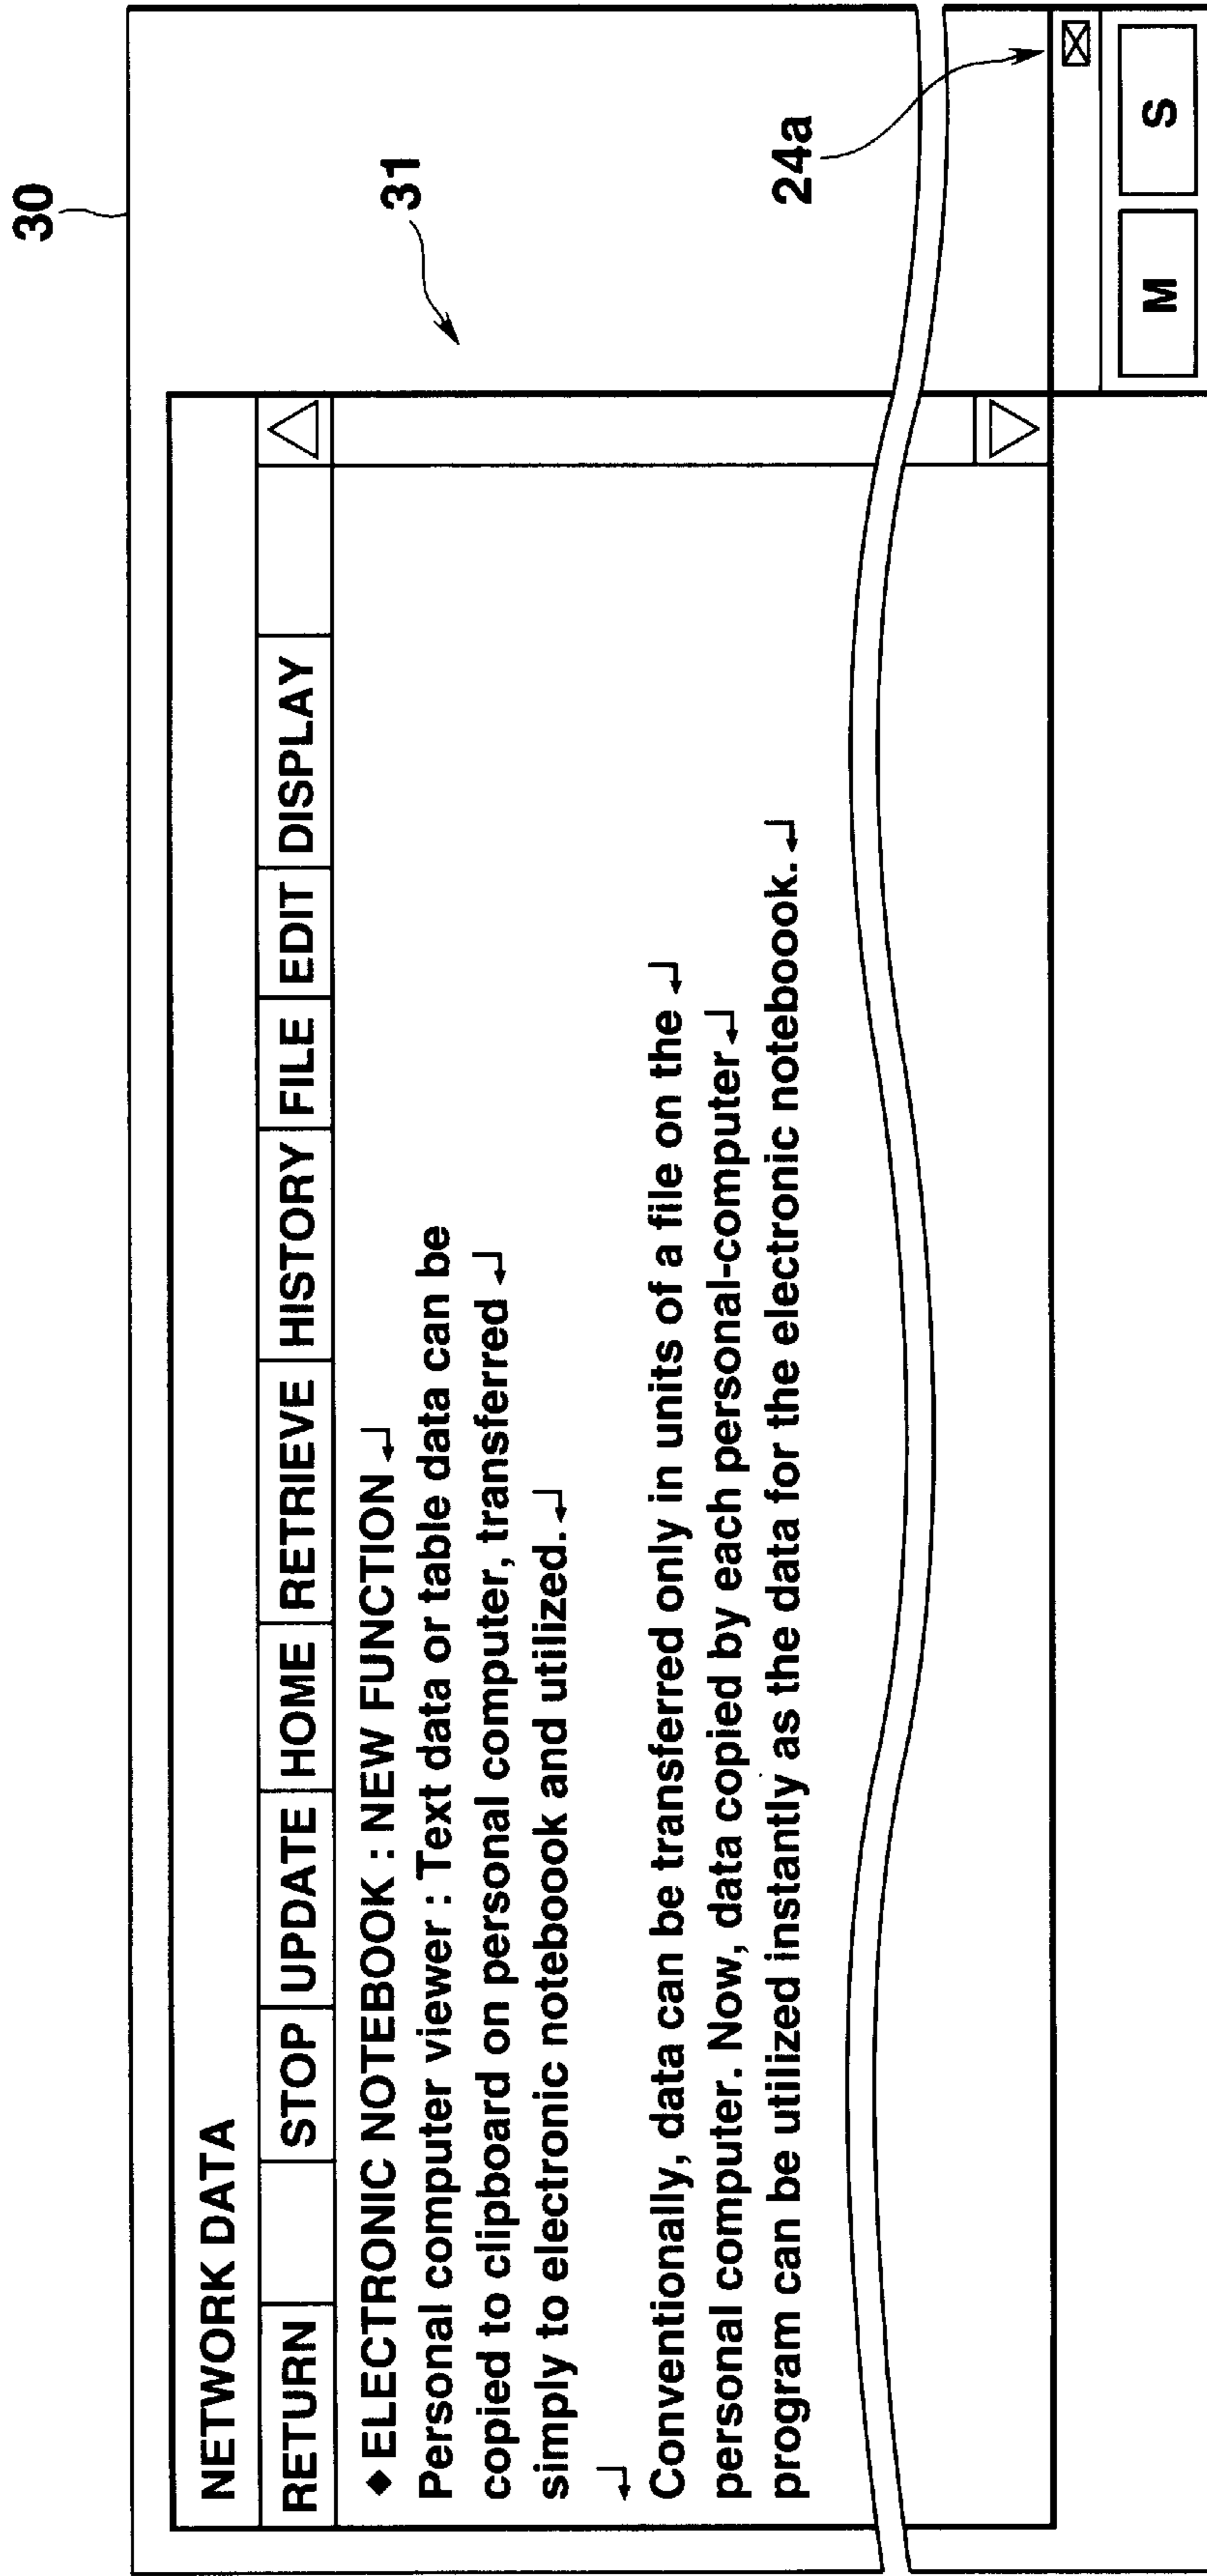 30
NETWORK DATA
RETURN STOP UPDATE HOME RETRIEVE HISTORY FILE EDIT DISPLAY
31
◆ ELECTRONIC NOTEBOOK : NEW FUNCTION ↵
Personal computer viewer : Text data or table data can be
copied to clipboard on personal computer, transferred ↵
simply to electronic notebook and utilized. ↵
↵
Conventionally, data can be transferred only in units of a file on the ↵
personal computer. Now, data copied by each personal-computer ↵
program can be utilized instantly as the data for the electronic notebook. ↵
24a
M S